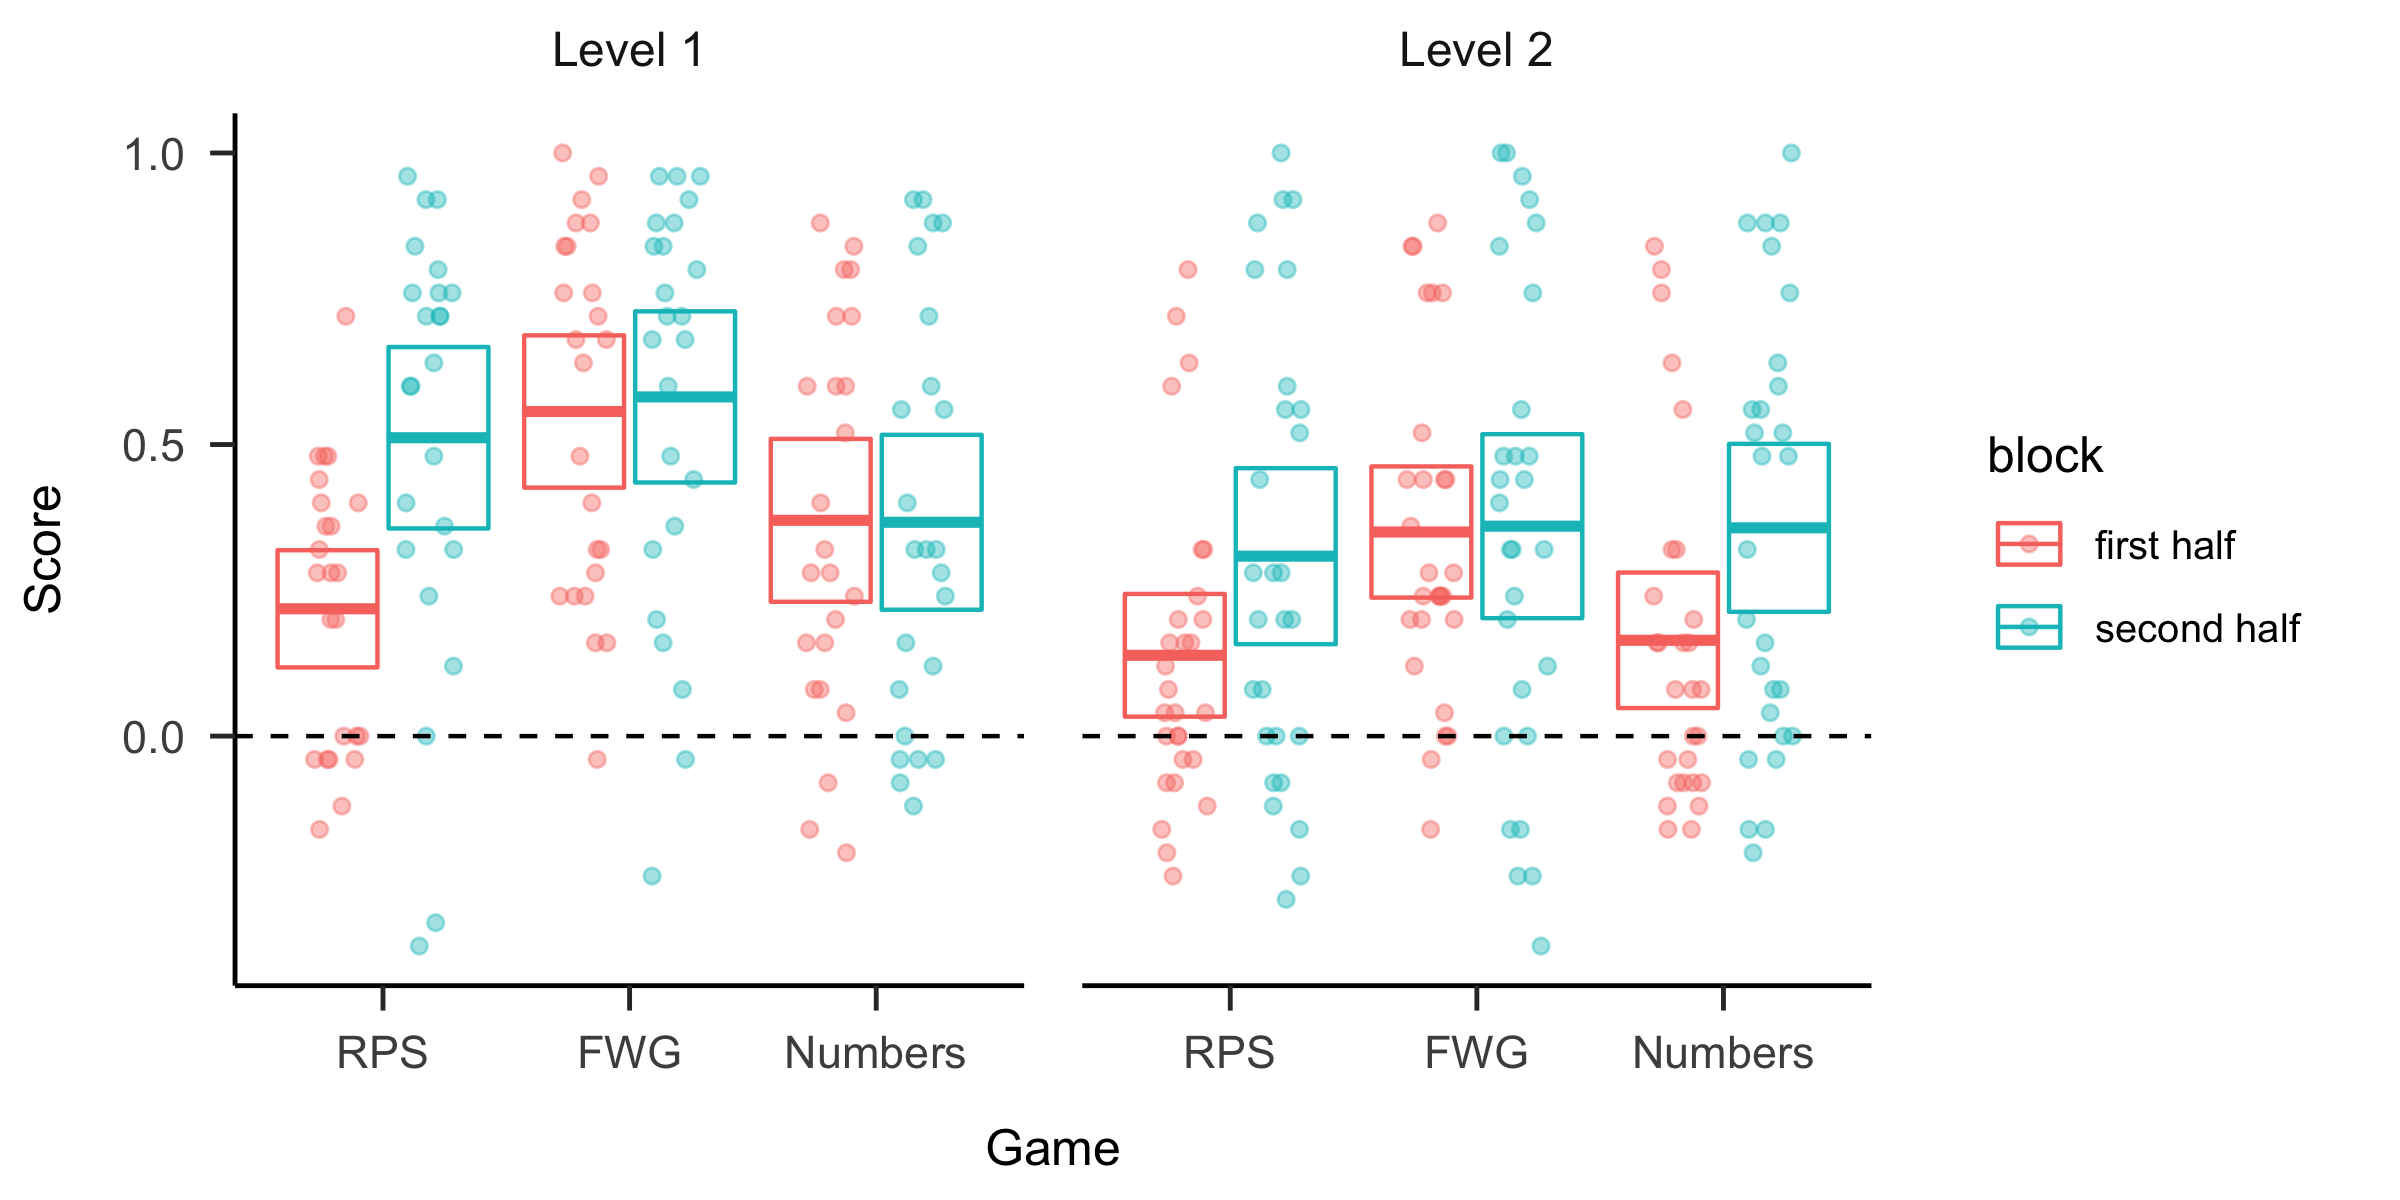 Level 1
Level 2
1.0
0.5
0.0
Score
RPS
FWG
Numbers
RPS
FWG
Numbers
Game
block
first half
second half